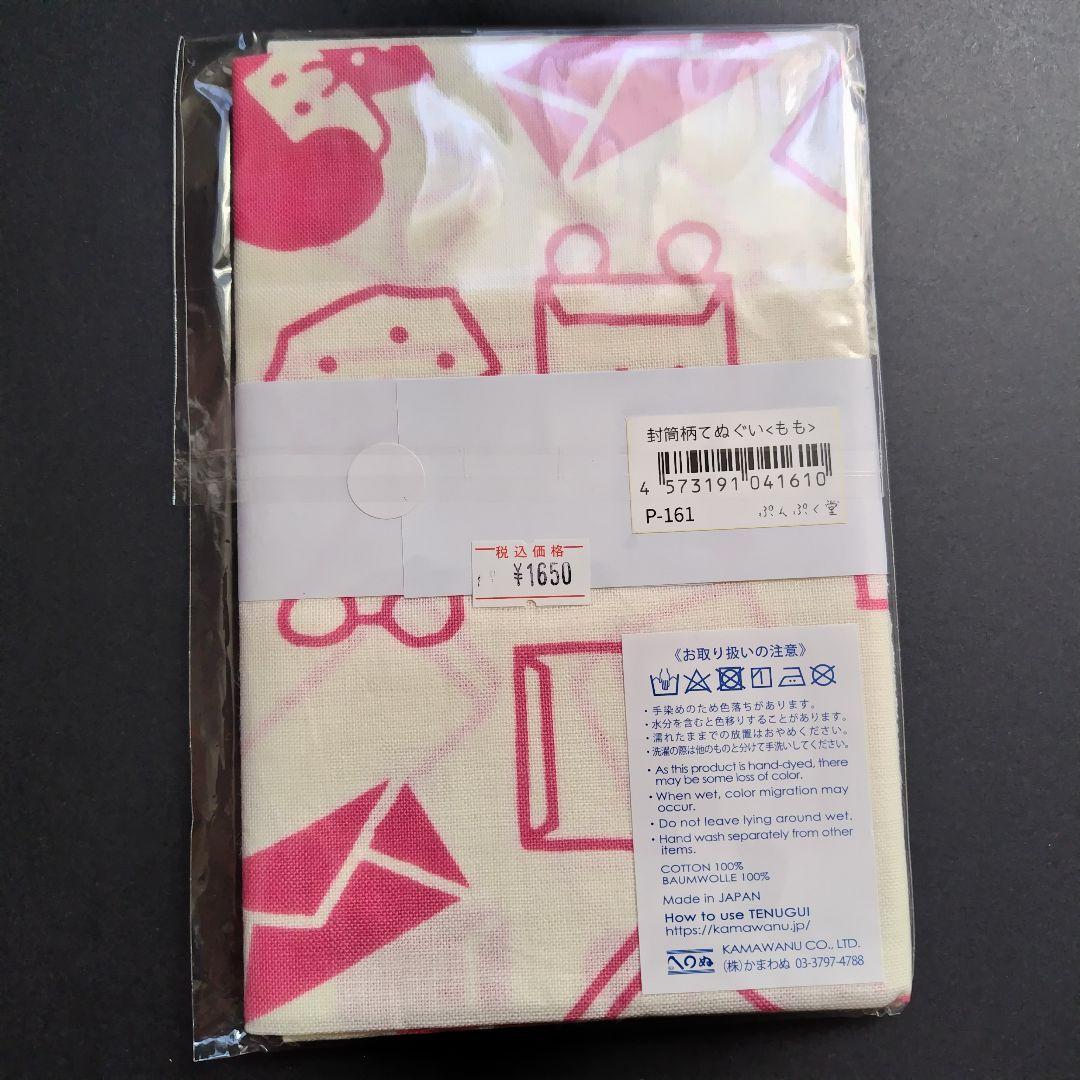 封筒柄てぬぐい<もも>
4 573191 041610
P-161
ぷんぷく堂
税込価格
¥1650
《お取り扱いの注意》
・手染めのため色落ちがあります。
・水分を含むと色移りすることがあります。
・濡れたままでの放置はおやめください。
・洗濯の際は他のものと分けて手洗いしてください。
・As this product is hand-dyed, there
may be some loss of color.
・When wet, color migration may
occur.
・Do not leave lying around wet.
・Hand wash separately from other
items.
COTTON 100%
BAUMWOLLE 100%
Made in JAPAN
How to use TENUGUI
https://kamawanu.jp/
KAMAWANU CO., LTD.
(株)かまわぬ 03-3797-4788